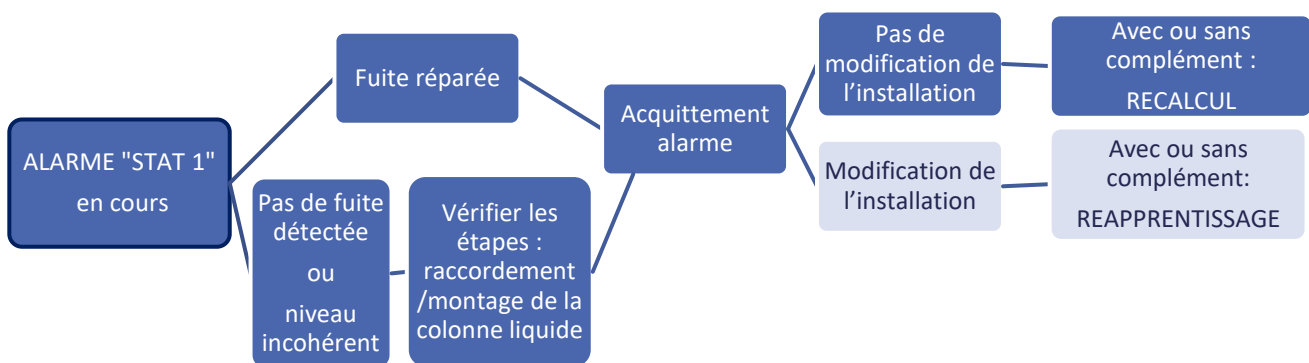 ALARME "STAT 1"
en cours
Fuite réparée
Pas de fuite
détectée
ou
niveau
incohérent
Vérifier les
étapes :
raccordement
/montage de la
colonne liquide
Acquittement
alarme
Pas de
modification de
l'installation
Avec ou sans
complément :
RECALCUL
Modification de
l'installation
Avec ou sans
complément:
REAPPRENTISSAGE